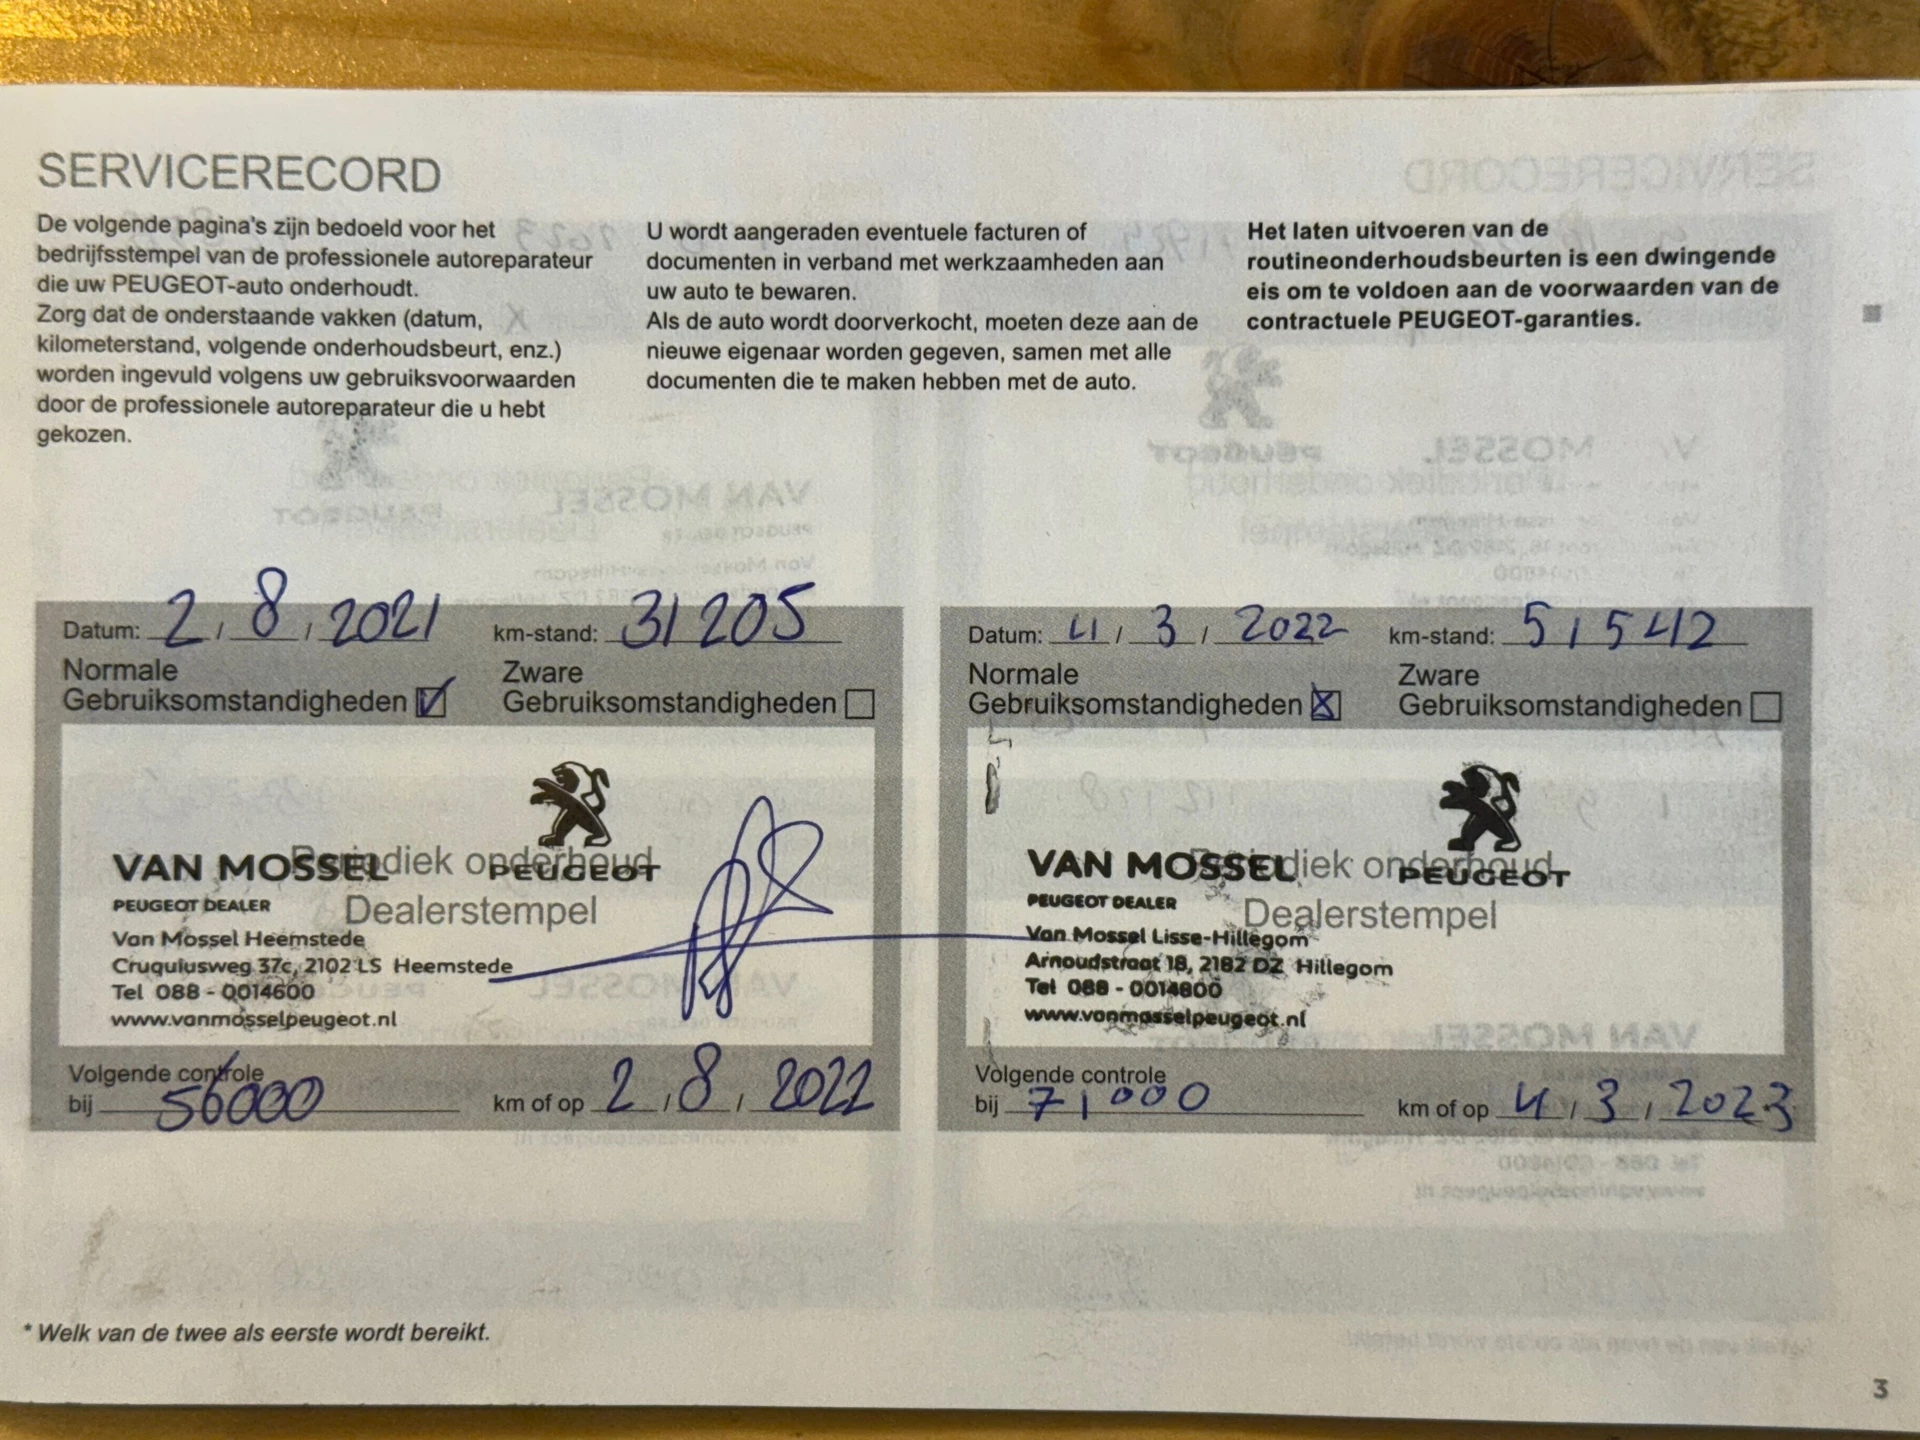 SERVICERECORD
De volgende pagina's zijn bedoeld voor het
bedrijfsstempel van de professionele autoreparateur
die uw PEUGEOT-auto onderhoudt.
Zorg dat de onderstaande vakken (datum,
kilometerstand, volgende onderhoudsbeurt, enz.)
worden ingevuld volgens uw gebruiksvoorwaarden
door de professionele autoreparateur die u hebt
gekozen.
U wordt aangeraden eventuele facturen of
documenten in verband met werkzaamheden aan
uw auto te bewaren.
Als de auto wordt doorverkocht, moeten deze aan de
nieuwe eigenaar worden gegeven, samen met alle
documenten die te maken hebben met de auto.
Het laten uitvoeren van de
routineonderhoudsbeurten is een dwingende
eis om te voldoen aan de voorwaarden van de
contractuele PEUGEOT-garanties.
Datum: 2 / 8 / 2021 km-stand: 31205
Normale
Gebruiksomstandigheden
Zware
Gebruiksomstandigheden
Periodiek onderhoud
Dealerstempel
VAN MOSSEL
PEUGEOT
PEUGEOT DEALER
Van Mossel Heemstede
Cruquiusweg 37c, 2102 LS Heemstede
Tel 088 - 0014600
www.vanmosselpeugeot.nl
Volgende controle
bij 56000 km of op 2 / 8 / 2022
Datum: 4 / 3 / 2022 km-stand: 51542
Normale
Gebruiksomstandigheden
Zware
Gebruiksomstandigheden
Periodiek onderhoud
Dealerstempel
VAN MOSSEL
PEUGEOT
PEUGEOT DEALER
Van Mossel Lisse-Hillegom
Arnoudstraat 18, 2182 DZ Hillegom
Tel 088 - 0014800
www.vanmosselpeugeot.nl
Volgende controle
bij 71000 km of op 4 / 3 / 2023
* Welk van de twee als eerste wordt bereikt.
3